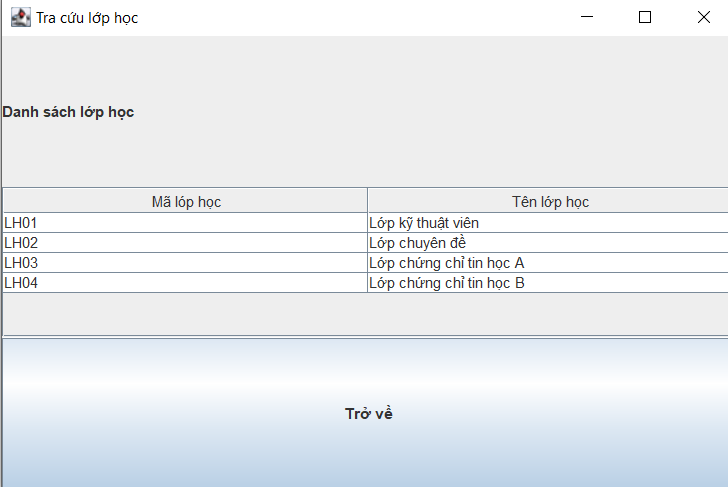 Tra cứu lớp học
Danh sách lớp học
Mã lóp học Tên lớp học
LH01 Lớp kỹ thuật viên
LH02 Lớp chuyên đề
LH03 Lớp chứng chỉ tin học A
LH04 Lớp chứng chỉ tin học B
Trở về